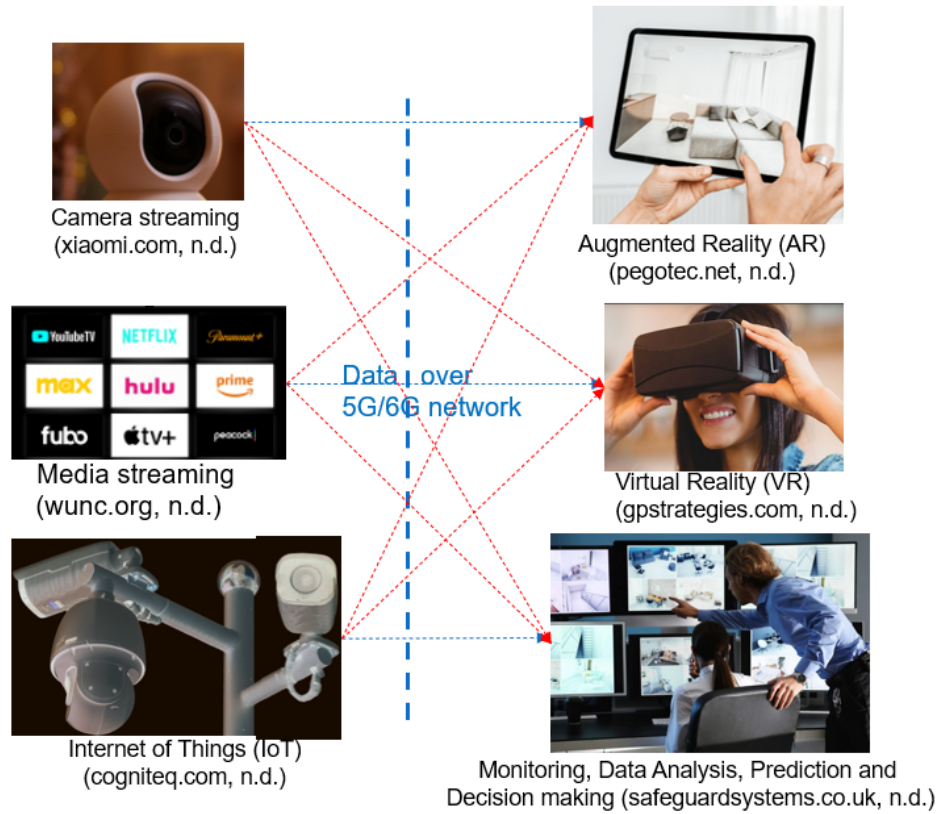 Camera streaming
(xiaomi.com, n.d.)
Augmented Reality (AR)
(pegotec.net, n.d.)
YouTubeTV
NETFLIX
Paramount+
max
hulu
prime
fubo
tv+
peacock
Media streaming
(wunc.org, n.d.)
Data over
5G/6G network
Virtual Reality (VR)
(gpstrategies.com, n.d.)
Internet of Things (IoT)
(cogniteq.com, n.d.)
Monitoring, Data Analysis, Prediction and
Decision making (safeguardsystems.co.uk, n.d.)